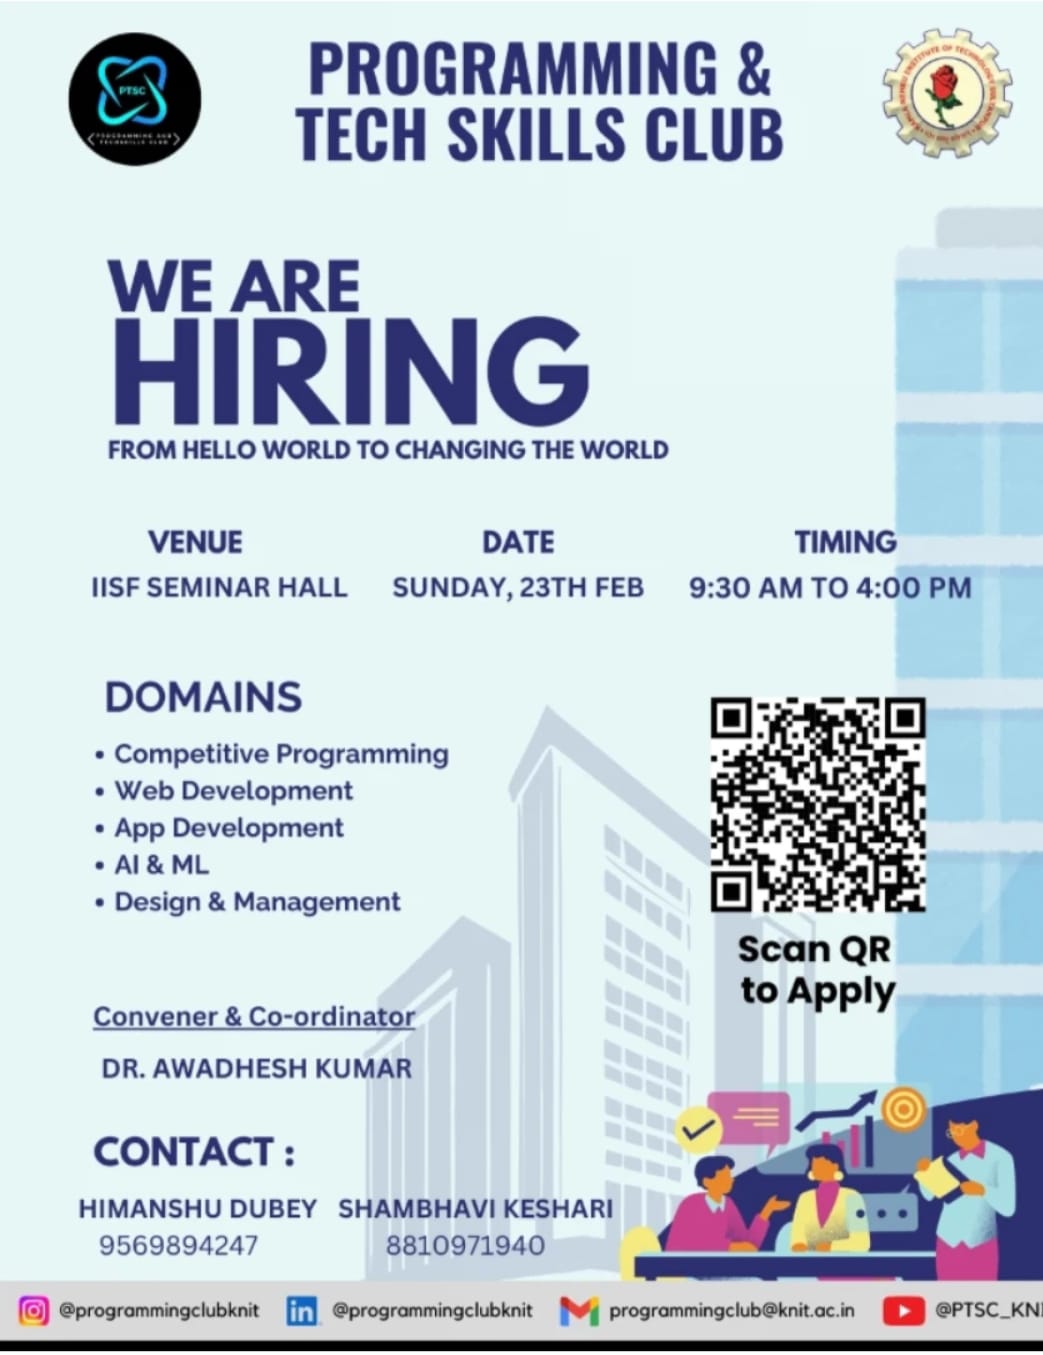 PROGRAMMING &
TECH SKILLS CLUB
PTSC
WE ARE
HIRING
FROM HELLO WORLD TO CHANGING THE WORLD
VENUE
IISF SEMINAR HALL
DATE
SUNDAY, 23TH FEB
TIMING
9:30 AM TO 4:00 PM
DOMAINS
• Competitive Programming
• Web Development
• App Development
• AI & ML
• Design & Management
Scan QR
to Apply
Convener & Co-ordinator
DR. AWADHESH KUMAR
CONTACT :
HIMANSHU DUBEY
9569894247
SHAMBHAVI KESHARI
8810971940
@programmingclubknit
in
@programmingclubknit
programmingclub@knit.ac.in